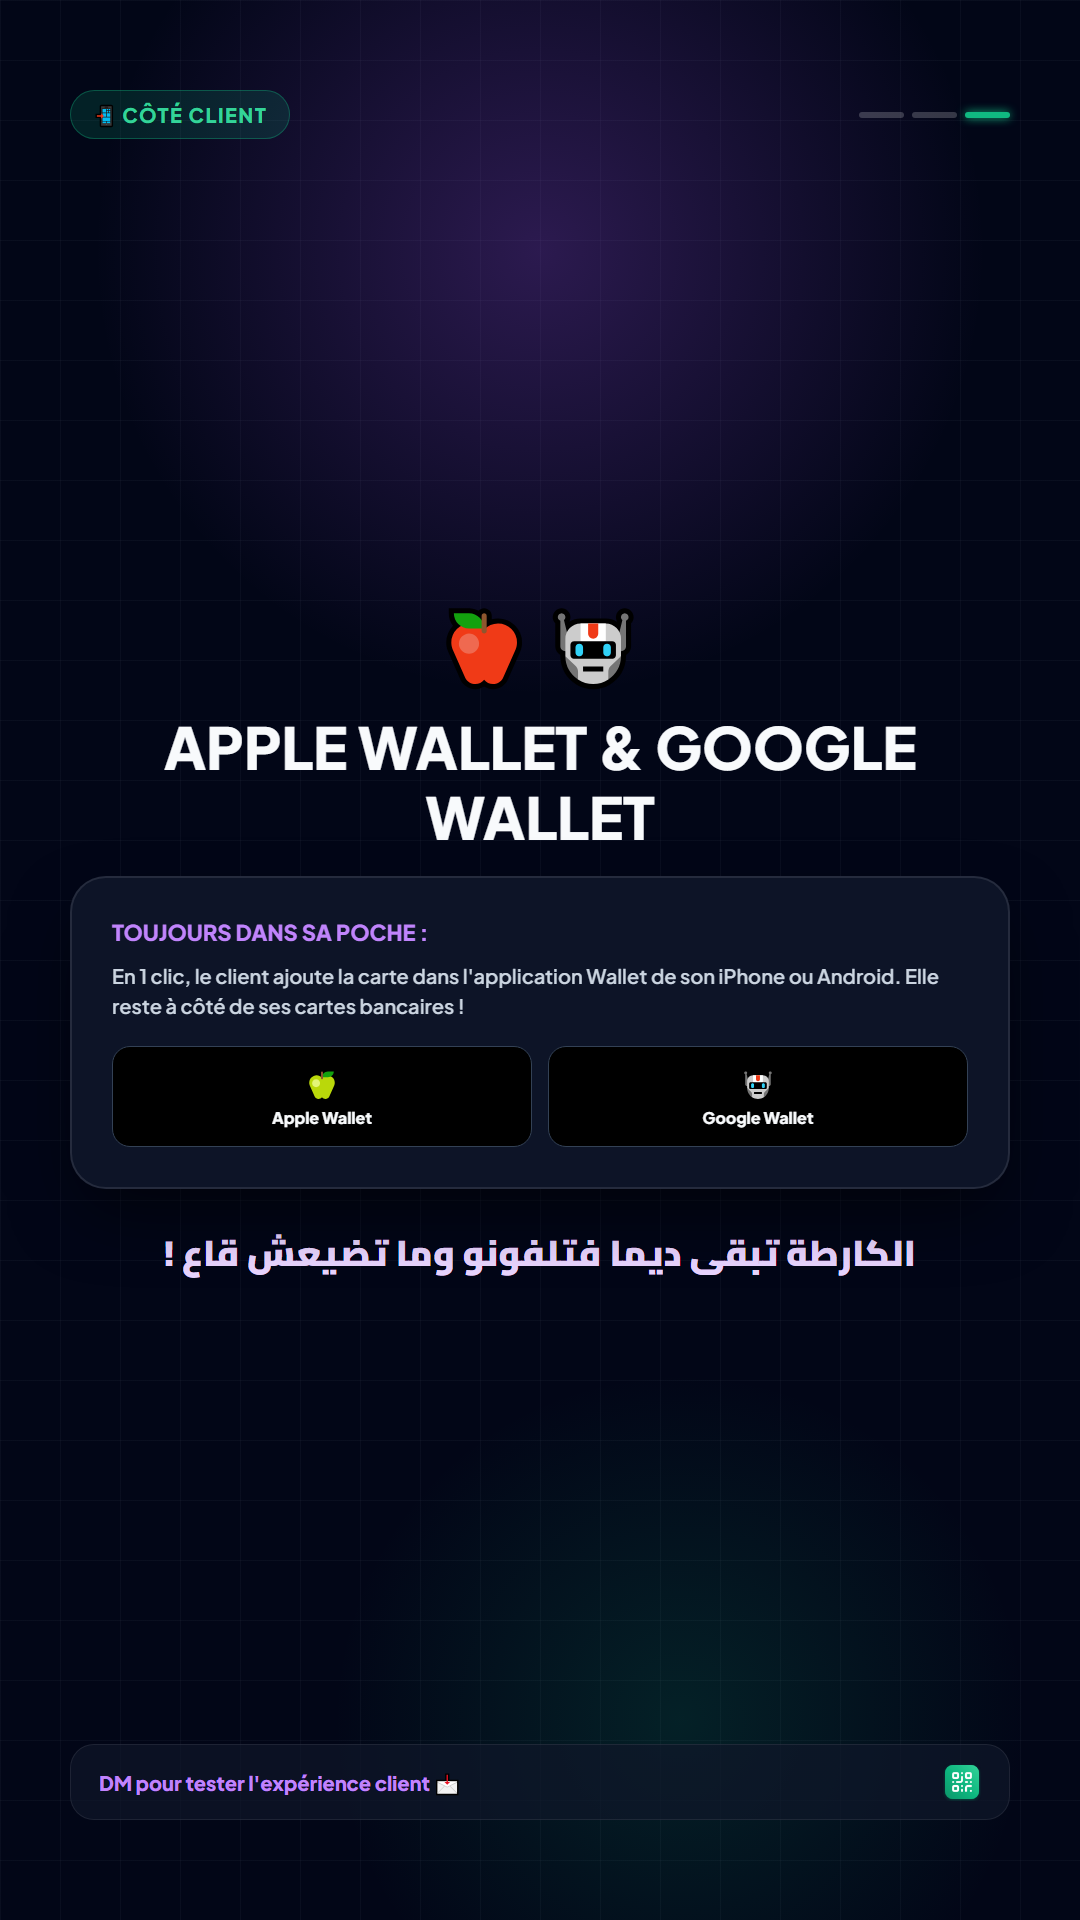 CÔTÉ CLIENT
APPLE WALLET & GOOGLE
WALLET
TOUJOURS DANS SA POCHE :
En 1 clic, le client ajoute la carte dans l'application Wallet de son iPhone ou Android. Elle
reste à côté de ses cartes bancaires !
Apple Wallet
Google Wallet
الكارطة تبقى ديما فتلفونو وما تضيعش قاع !
DM pour tester l'expérience client